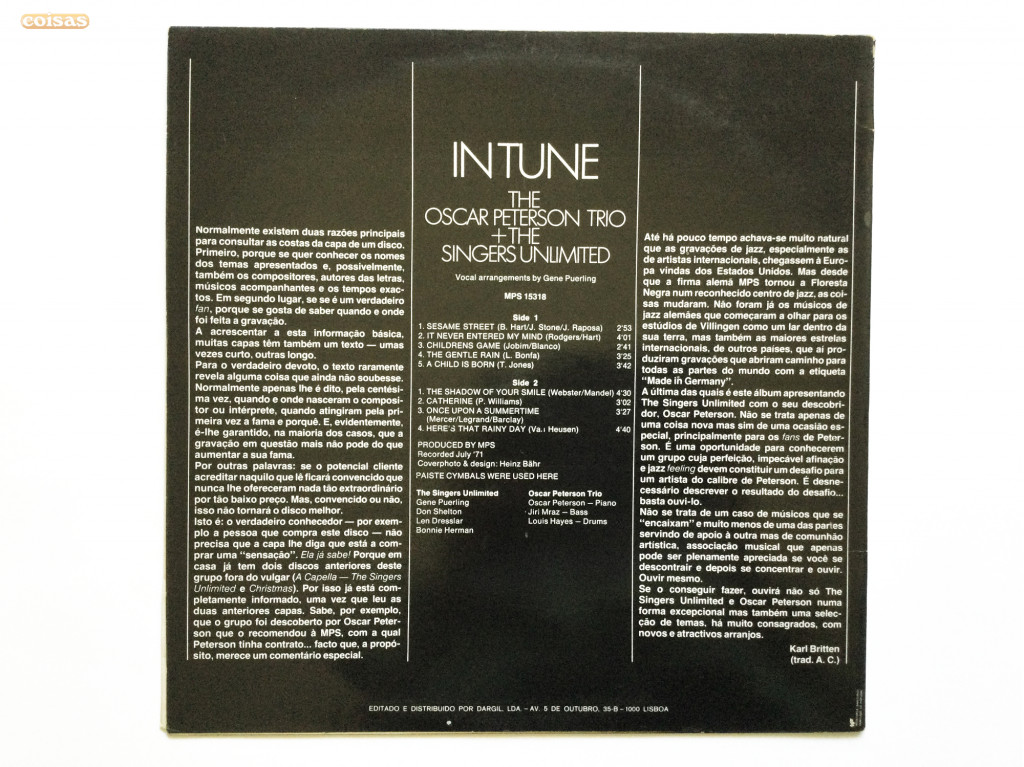 coisas
Normalmente existem duas razões principais
para consultar as costas da capa de um disco.
Primeiro, porque se quer conhecer os nomes
dos temas apresentados e, possivelmente,
também os compositores, autores das letras,
músicos acompanhantes e os tempos exac-
tos. Em segundo lugar, se se é um verdadeiro
fan, porque se gosta de saber quando e onde
foi feita a gravação.
A acrescentar a esta informação básica,
muitas capas têm também um texto — umas
vezes curto, outras longo.
Para o verdadeiro devoto, o texto raramente
revela alguma coisa que ainda não soubesse.
Normalmente apenas lhe é dito, pela centési-
ma vez, quando e onde nasceram o composi-
tor ou intérprete, quando atingiram pela pri-
meira vez a fama e porquê. E, evidentemente,
é-lhe garantido, na maioria dos casos, que a
gravação em questão mais não pode do que
aumentar a sua fama.
Por outras palavras: se o potencial cliente
acreditar naquilo que lê ficará convencido que
nunca lhe ofereceram nada tão extraordinário
por tão baixo preço. Mas, convencido ou não,
isso não tornará o disco melhor.
Isto é: o verdadeiro conhecedor — por exem-
plo a pessoa que compra este disco — não
precisa que a capa lhe diga que está a com-
prar uma "sensação". Ela já sabe! Porque em
casa já tem dois discos anteriores deste
grupo fora do vulgar (A Capella — The Singers
Unlimited e Christmas). Por isso já está com-
pletamente informado, uma vez que leu as
duas anteriores capas. Sabe, por exemplo,
que o grupo foi descoberto por Oscar Peter-
son que o recomendou à MPS, com a qual
Peterson tinha contrato... facto que, a propó-
sito, merece um comentário especial.
IN TUNE
THE
OSCAR PETERSON TRIO
+ THE
SINGERS UNLIMITED
Vocal arrangements by Gene Puerling
MPS 15318
Side 1
1. SESAME STREET (B. Hart/J. Stone/J. Raposa) 2'53
2. IT NEVER ENTERED MY MIND (Rodgers/Hart) 4'01
3. CHILDRENS GAME (Jobim/Blanco) 2'41
4. THE GENTLE RAIN (L. Bonfa) 3'25
5. A CHILD IS BORN (T. Jones) 3'42
Side 2
1. THE SHADOW OF YOUR SMILE (Webster/Mandel) 4'30
2. CATHERINE (P. Williams) 3'02
3. ONCE UPON A SUMMERTIME 3'27
(Mercer/Legrand/Barclay)
4. HERE'S THAT RAINY DAY (Van Heusen) 4'40
PRODUCED BY MPS
Recorded July '71
Coverphoto & design: Heinz Bähr
PAISTE CYMBALS WERE USED HERE
The Singers Unlimited
Gene Puerling
Don Shelton
Len Dresslar
Bonnie Herman
Oscar Peterson Trio
Oscar Peterson – Piano
Jiri Mraz – Bass
Louis Hayes – Drums
Até há pouco tempo achava-se muito natural
que as gravações de jazz, especialmente as
de artistas internacionais, chegassem à Euro-
pa vindas dos Estados Unidos. Mas desde
que a firma alemã MPS tornou a Floresta
Negra num reconhecido centro de jazz, as coi-
sas mudaram. Não foram já os músicos de
jazz alemães que começaram a olhar para os
estúdios de Villingen como um lar dentro da
sua terra, mas também as maiores estrelas
internacionais, de outros países, que aí pro-
duziram gravações que abriram caminho para
todas as partes do mundo com a etiqueta
"Made in Germany".
A última das quais é este álbum apresentando
The Singers Unlimited com o seu descobri-
dor, Oscar Peterson. Não se trata apenas de
uma coisa nova mas sim de uma ocasião es-
pecial, principalmente para os fans de Peter-
son. É uma oportunidade para conhecerem
um grupo cuja perfeição, impecável afinação
e jazz feeling devem constituir um desafio para
um artista do calibre de Peterson. É desne-
cessário descrever o resultado do desafio...
basta ouvi-lo.
Não se trata de um caso de músicos que se
"encaixam" e muito menos de uma das partes
servindo de apoio à outra mas de comunhão
artística, associação musical que apenas
pode ser plenamente apreciada se você se
descontrair e depois se concentrar e ouvir.
Ouvir mesmo.
Se o conseguir fazer, ouvirá não só The
Singers Unlimited e Oscar Peterson numa
forma excepcional mas também uma selec-
ção de temas, há muito consagrados, com
novos e atractivos arranjos.
Karl Britten
(trad. A. C.)
EDITADO E DISTRIBUIDO POR DARGIL. LDA. – AV. 5 DE OUTUBRO, 35-B – 1000 LISBOA